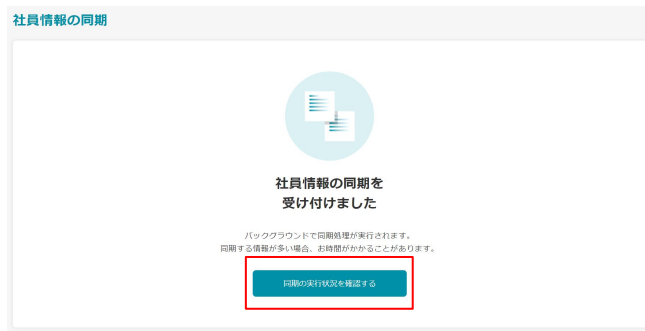 社員情報の同期
社員情報の同期を
受け付けました
バックグラウンドで同期処理が実行されます。
同期する情報が多い場合、お時間がかかることがあります。
同期の実行状況を確認する